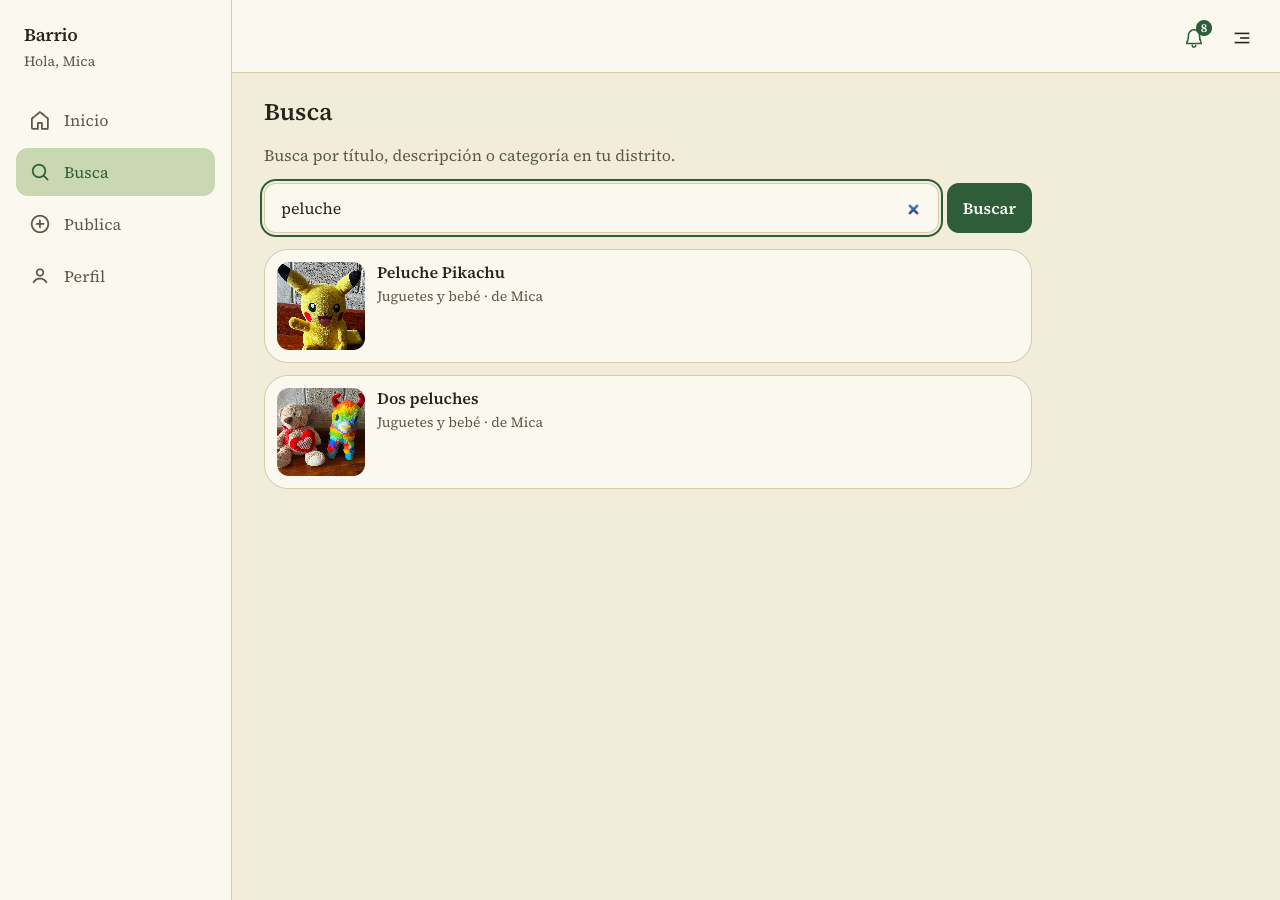 Barrio
Hola, Mica
Inicio
Busca
Publica
Perfil
8
Busca
Busca por título, descripción o categoría en tu distrito.
peluche
Buscar
Peluche Pikachu
Juguetes y bebé · de Mica
Dos peluches
Juguetes y bebé · de Mica